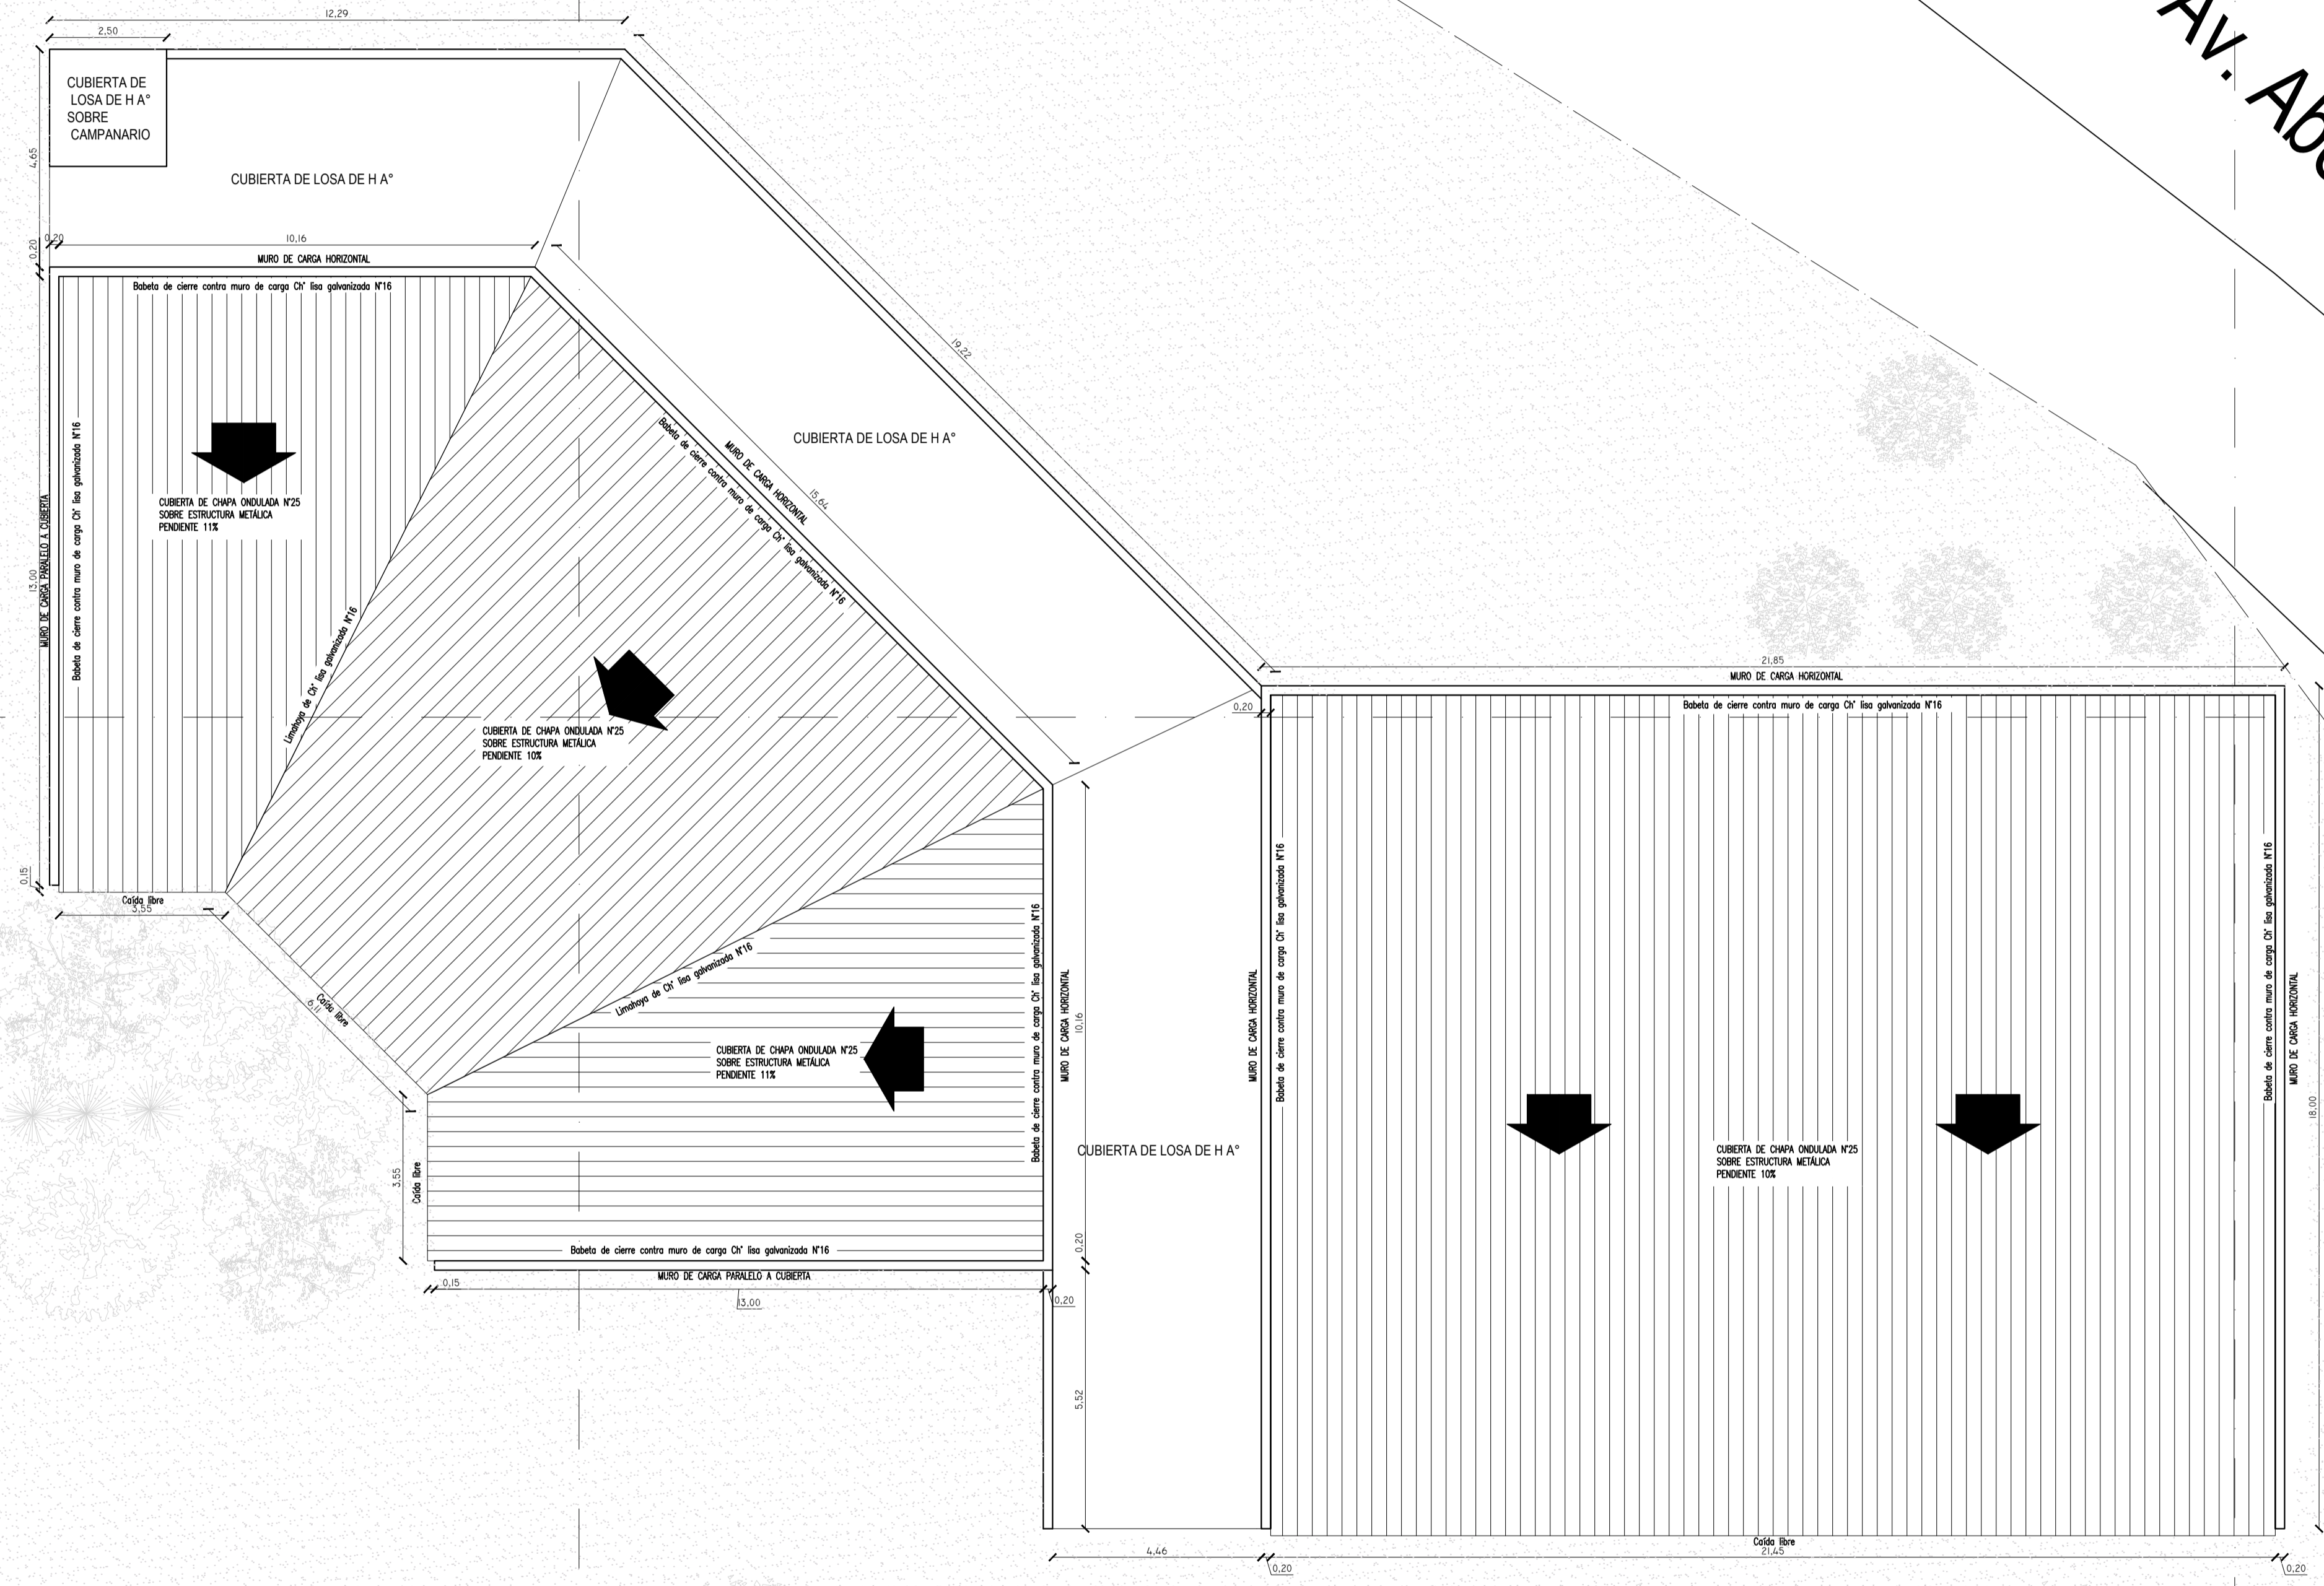 12,29
2,50
Av.
CUBIERTA DE
LOSA DE H A°
SOBRE
CAMPANARIO
4,65
CUBIERTA DE LOSA DE H A°
0,20
0,20
10,16
MURO DE CARGA HORIZONTAL
Babeta de cierre contra muro de carga Ch° lisa galvanizada N°16
19,22
Babeta de cierre contra muro de carga Ch° lisa galvanizada N°16
MURO DE CARGA HORIZONTAL
15,64
CUBIERTA DE LOSA DE H A°
Babeta de cierre contra muro de carga Ch° lisa galvanizada N°16
MURO DE CARGA PARALELO A CUBIERTA
13,00
CUBIERTA DE CHAPA ONDULADA N°25
SOBRE ESTRUCTURA METÁLICA
PENDIENTE 11%
Limahoya de Ch° lisa galvanizada N°16
CUBIERTA DE CHAPA ONDULADA N°25
SOBRE ESTRUCTURA METÁLICA
PENDIENTE 10%
21,85
MURO DE CARGA HORIZONTAL
0,20
Babeta de cierre contra muro de carga Ch° lisa galvanizada N°16
0,15
Caída libre
3,55
Caída libre
6,11
Limahoya de Ch° lisa galvanizada N°16
Babeta de cierre contra muro de carga Ch° lisa galvanizada N°16
MURO DE CARGA HORIZONTAL
10,16
MURO DE CARGA HORIZONTAL
Babeta de cierre contra muro de carga Ch° lisa galvanizada N°16
Babeta de cierre contra muro de carga Ch° lisa galvanizada N°16
MURO DE CARGA HORIZONTAL
18,00
CUBIERTA DE CHAPA ONDULADA N°25
SOBRE ESTRUCTURA METÁLICA
PENDIENTE 11%
CUBIERTA DE LOSA DE H A°
CUBIERTA DE CHAPA ONDULADA N°25
SOBRE ESTRUCTURA METÁLICA
PENDIENTE 10%
3,55
Caída libre
Babeta de cierre contra muro de carga Ch° lisa galvanizada N°16
0,20
MURO DE CARGA PARALELO A CUBIERTA
0,15
13,00
0,20
5,52
Caída libre
4,46
21,45
0,20
0,20